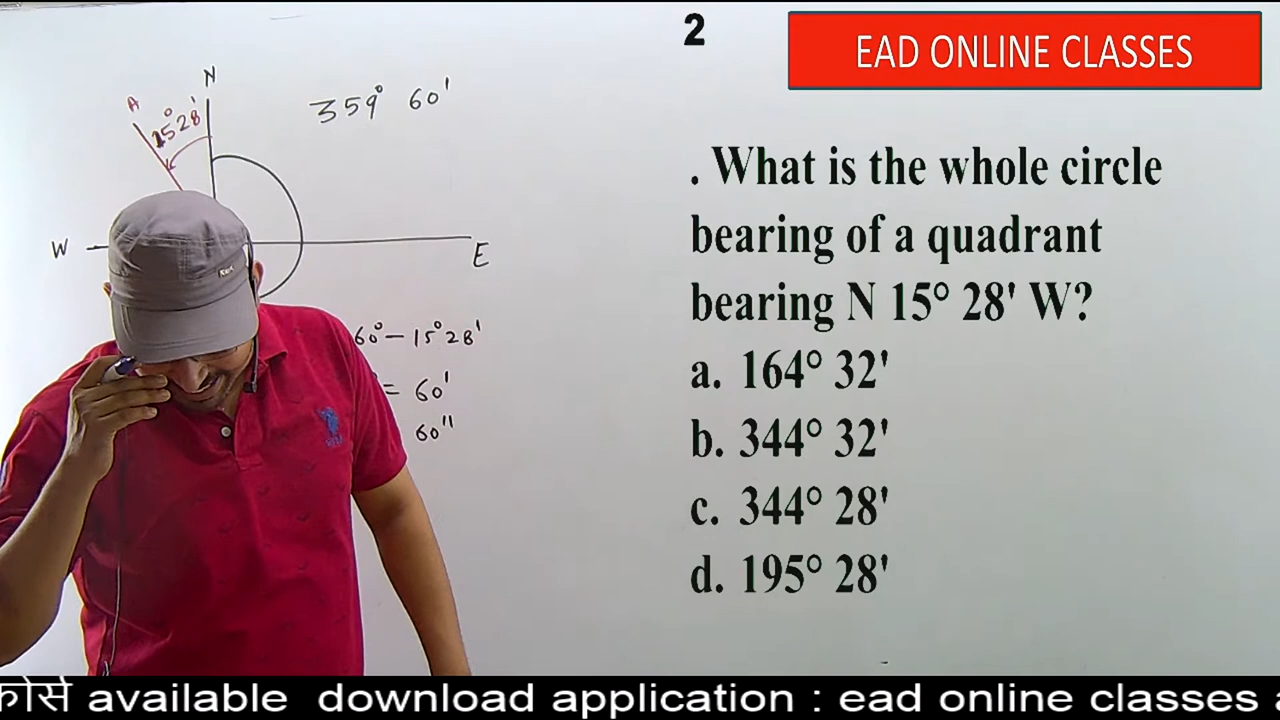 2
EAD ONLINE CLASSES
N
A
15° 28'
359° 60'
W
E
60° – 15° 28'
= 60'
60"
. What is the whole circle
bearing of a quadrant
bearing N 15° 28' W?
a. 164° 32'
b. 344° 32'
c. 344° 28'
d. 195° 28'
कोर्स available download application : ead online classes a